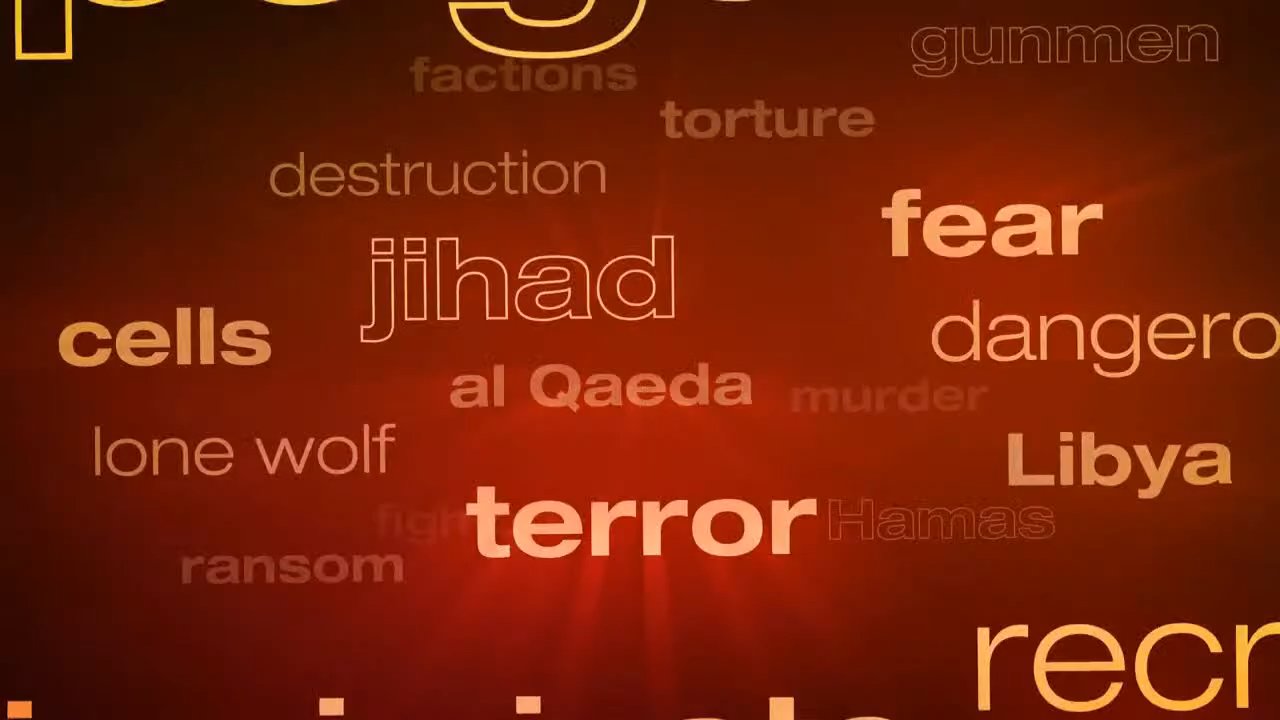 gunmen
factions
torture
destruction
fear
jihad
cells
dangero
al Qaeda
murder
lone wolf
Libya
terror
Hamas
ransom
recr